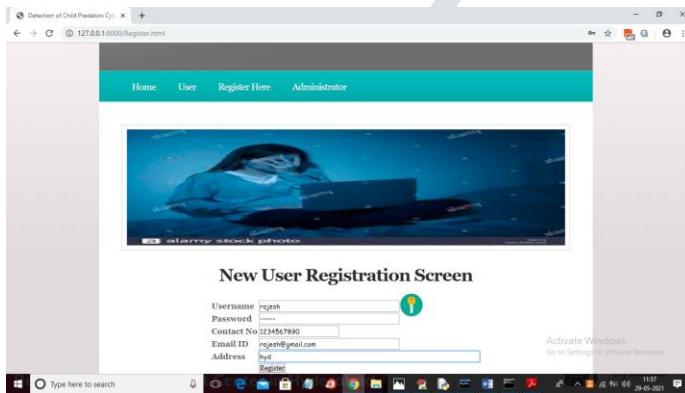 Detection of Child Predators Cyb
127.0.0.1:8000/Register.html
Home User Register Here Administrator
alamy stock photo
New User Registration Screen
Username rajesh
Password ······
Contact No 1234567890
Email ID rajesh@gmail.com
Address hyd
Register
Activate Windows
Go to Settings to activate Windows.
Type here to search
11:57
29-05-2021